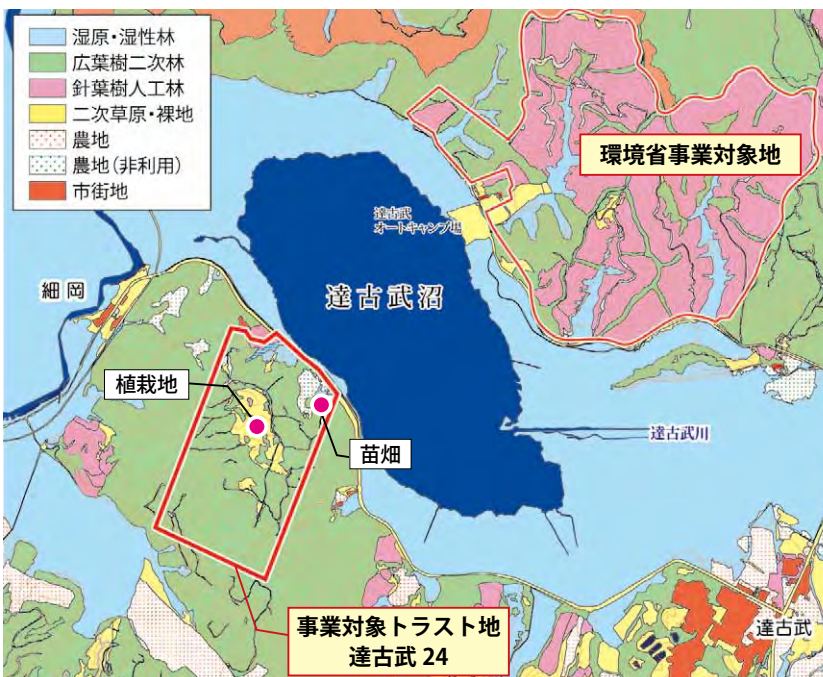 湿原・湿性林
広葉樹二次林
針葉樹人工林
二次草原・裸地
農地
農地(非利用)
市街地
環境省事業対象地
達古武
オートキャンプ場
細岡
達古武沼
植栽地
苗畑
達古武川
事業対象トラスト地
達古武 24
達古武